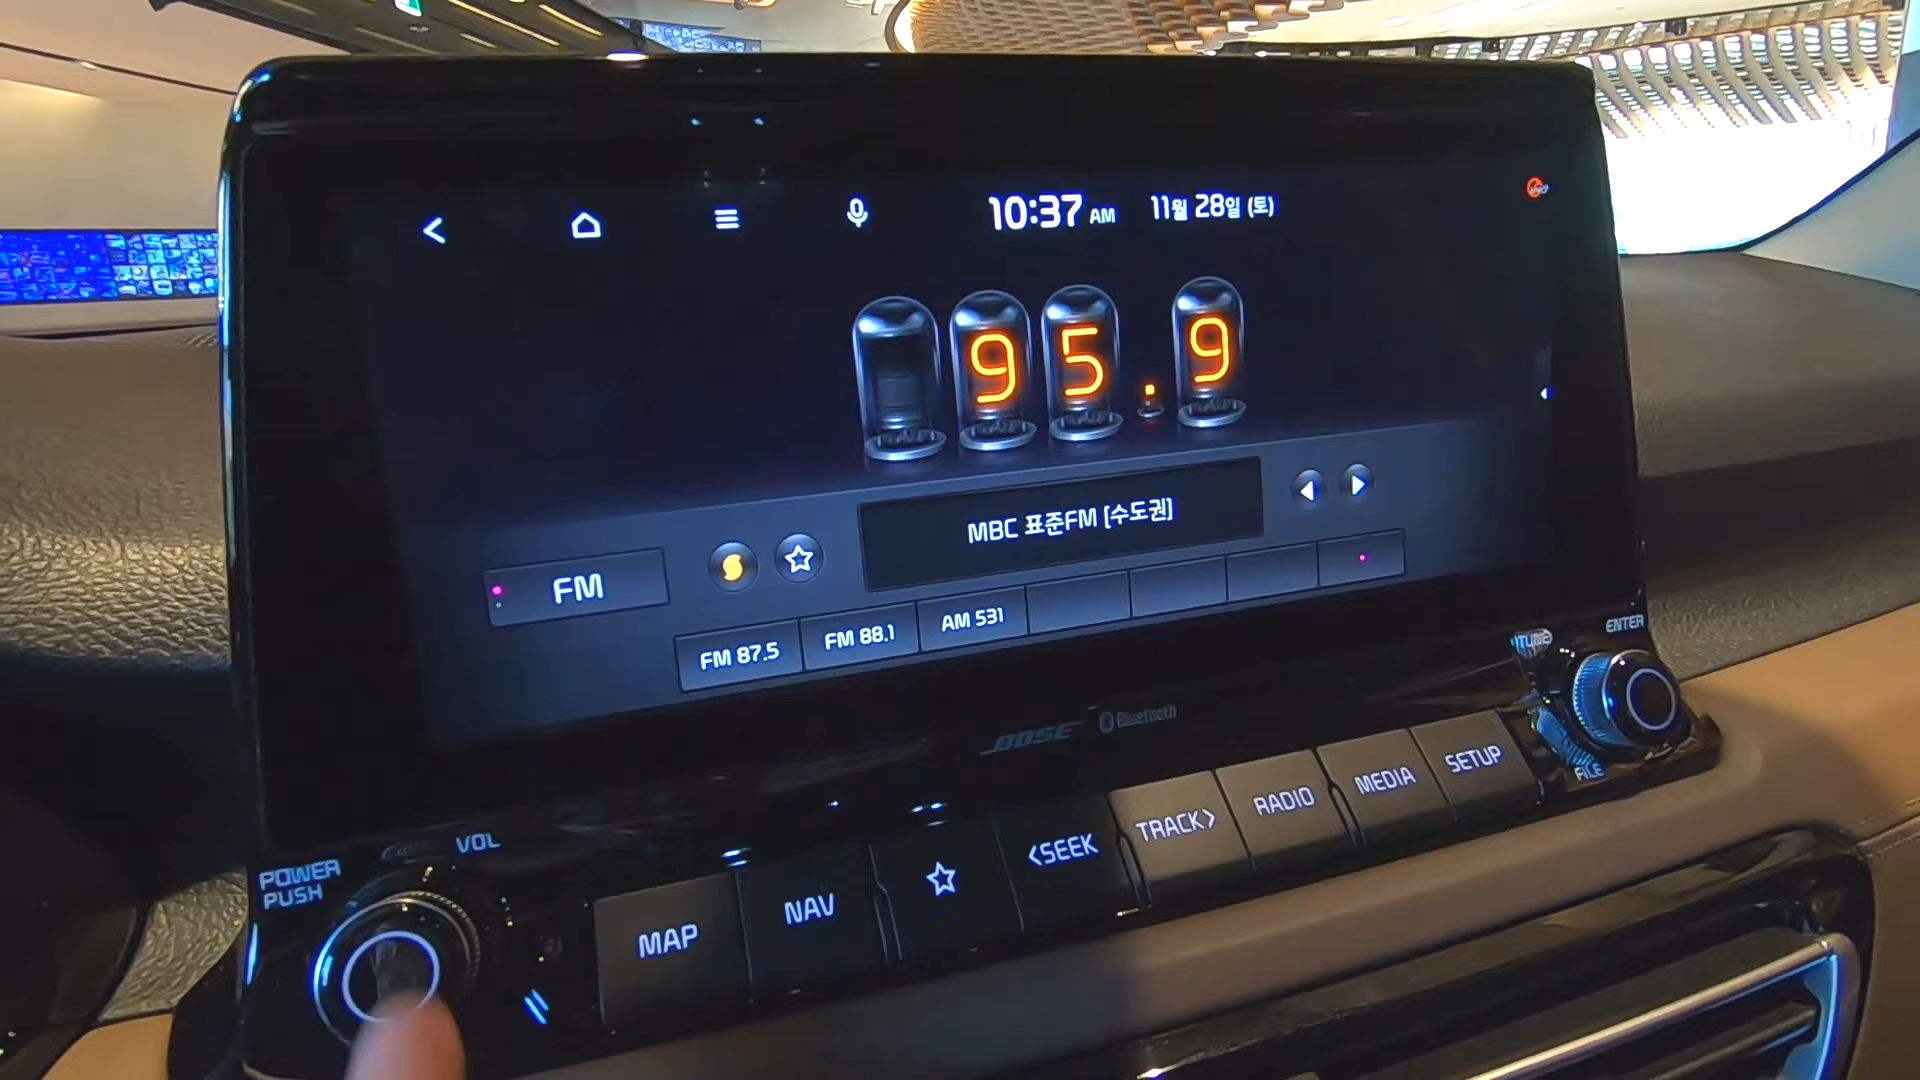 10:37 AM 11월 28일 (토)
95.9
MBC 표준FM [수도권]
FM
FM 87.5 FM 88.1 AM 531
BOSE Bluetooth
TUNE ENTER
FILE
POWER PUSH VOL
MAP NAV <SEEK TRACK> RADIO MEDIA SETUP